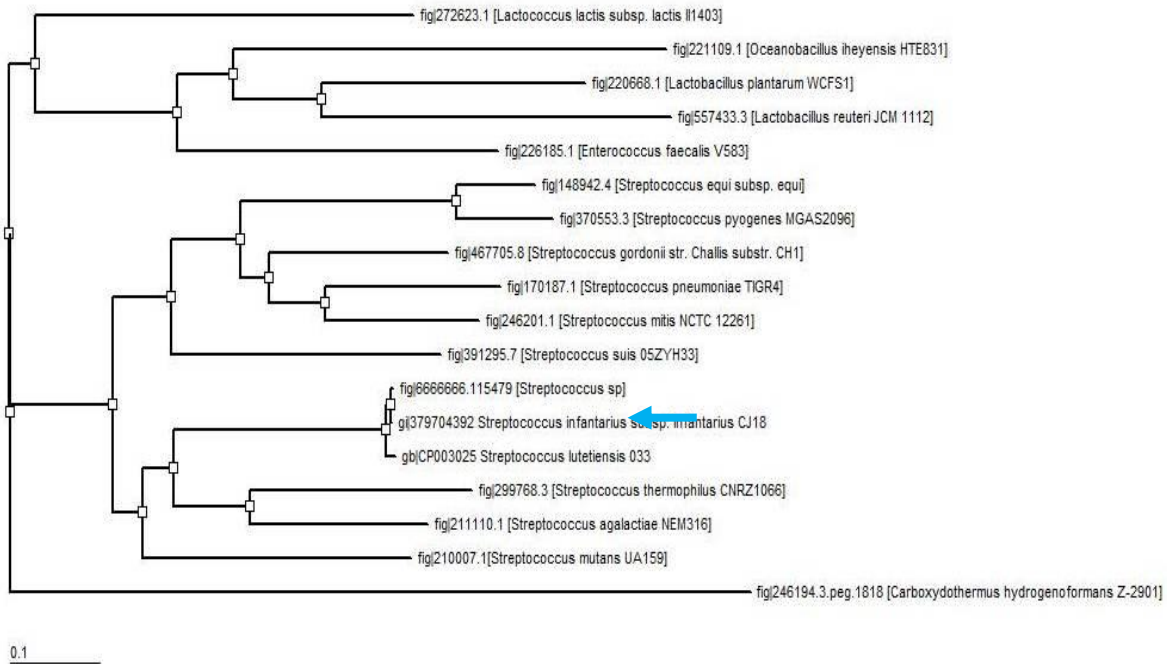 fig|272623.1 [Lactococcus lactis subsp. lactis Il1403]
fig|221109.1 [Oceanobacillus iheyensis HTE831]
fig|220668.1 [Lactobacillus plantarum WCFS1]
fig|557433.3 [Lactobacillus reuteri JCM 1112]
fig|226185.1 [Enterococcus faecalis V583]
fig|148942.4 [Streptococcus equi subsp. equi]
fig|370553.3 [Streptococcus pyogenes MGAS2096]
fig|467705.8 [Streptococcus gordonii str. Challis substr. CH1]
fig|170187.1 [Streptococcus pneumoniae TIGR4]
fig|246201.1 [Streptococcus mitis NCTC 12261]
fig|391295.7 [Streptococcus suis 05ZYH33]
fig|6666666.115479 [Streptococcus sp]
gi|379704392 Streptococcus infantarius subsp. infantarius CJ18
gb|CP003025 Streptococcus lutetiensis 033
fig|299768.3 [Streptococcus thermophilus CNRZ1066]
fig|211110.1 [Streptococcus agalactiae NEM316]
fig|210007.1[Streptococcus mutans UA159]
fig|246194.3.peg.1818 [Carboxydothermus hydrogenoformans Z-2901]
0.1